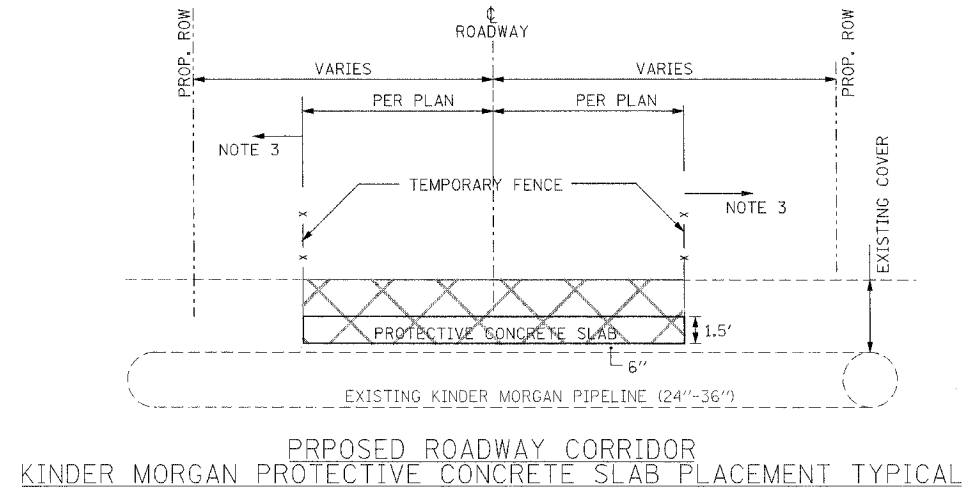 ℄
ROADWAY
PROP. ROW
PROP. ROW
VARIES
VARIES
PER PLAN
PER PLAN
NOTE 3
TEMPORARY FENCE
NOTE 3
EXISTING COVER
x
x
x
x
PROTECTIVE CONCRETE SLAB
1.5'
6"
EXISTING KINDER MORGAN PIPELINE (24"-36")
PRPOSED ROADWAY CORRIDOR
KINDER MORGAN PROTECTIVE CONCRETE SLAB PLACEMENT TYPICAL